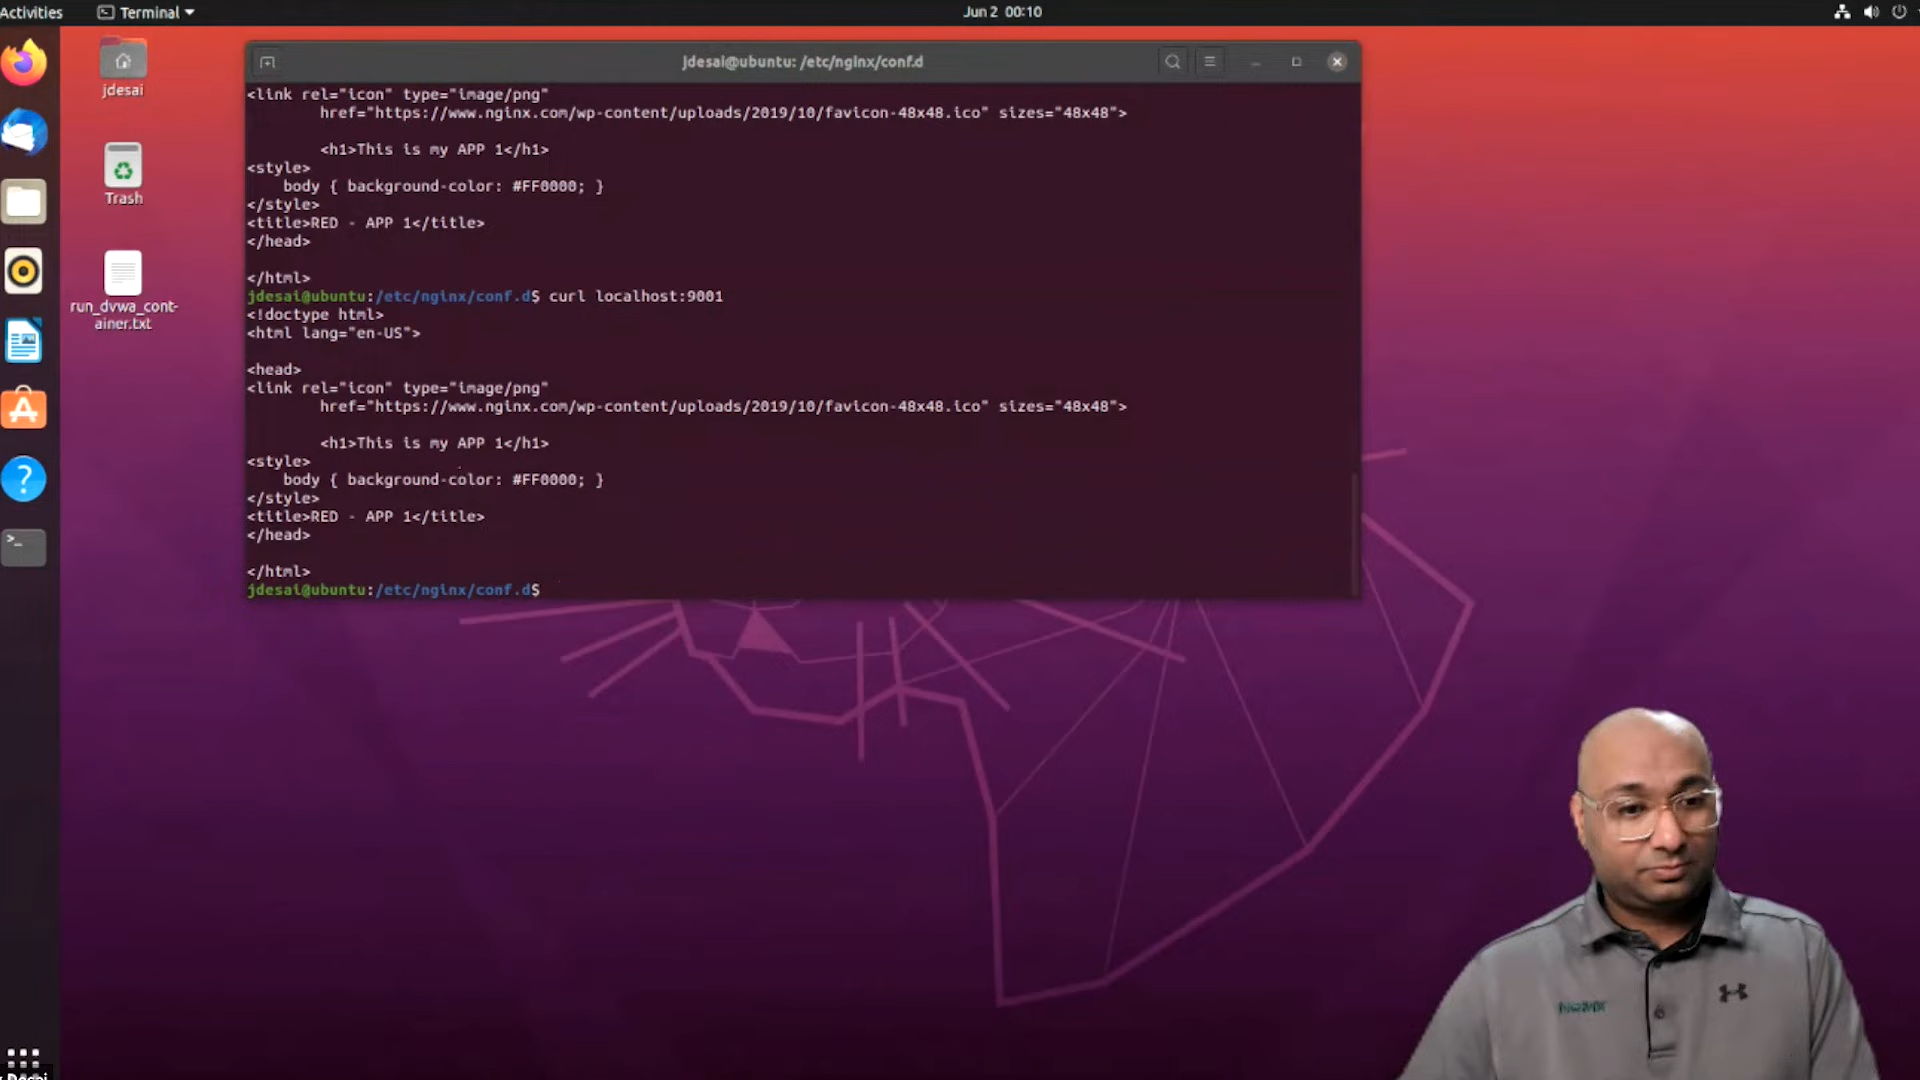 Activities
Terminal
Jun 2 00:10
jdesai
Trash
run_dvwa_cont-
ainer.txt
jdesai@ubuntu: /etc/nginx/conf.d
<link rel="icon" type="image/png"
href="https://www.nginx.com/wp-content/uploads/2019/10/favicon-48x48.ico" sizes="48x48">
<h1>This is my APP 1</h1>
<style>
body { background-color: #FF0000; }
</style>
<title>RED - APP 1</title>
</head>
</html>
jdesai@ubuntu:/etc/nginx/conf.d$ curl localhost:9001
<!doctype html>
<html lang="en-US">
<head>
<link rel="icon" type="image/png"
href="https://www.nginx.com/wp-content/uploads/2019/10/favicon-48x48.ico" sizes="48x48">
<h1>This is my APP 1</h1>
<style>
body { background-color: #FF0000; }
</style>
<title>RED - APP 1</title>
</head>
</html>
jdesai@ubuntu:/etc/nginx/conf.d$
NGINX
Desai